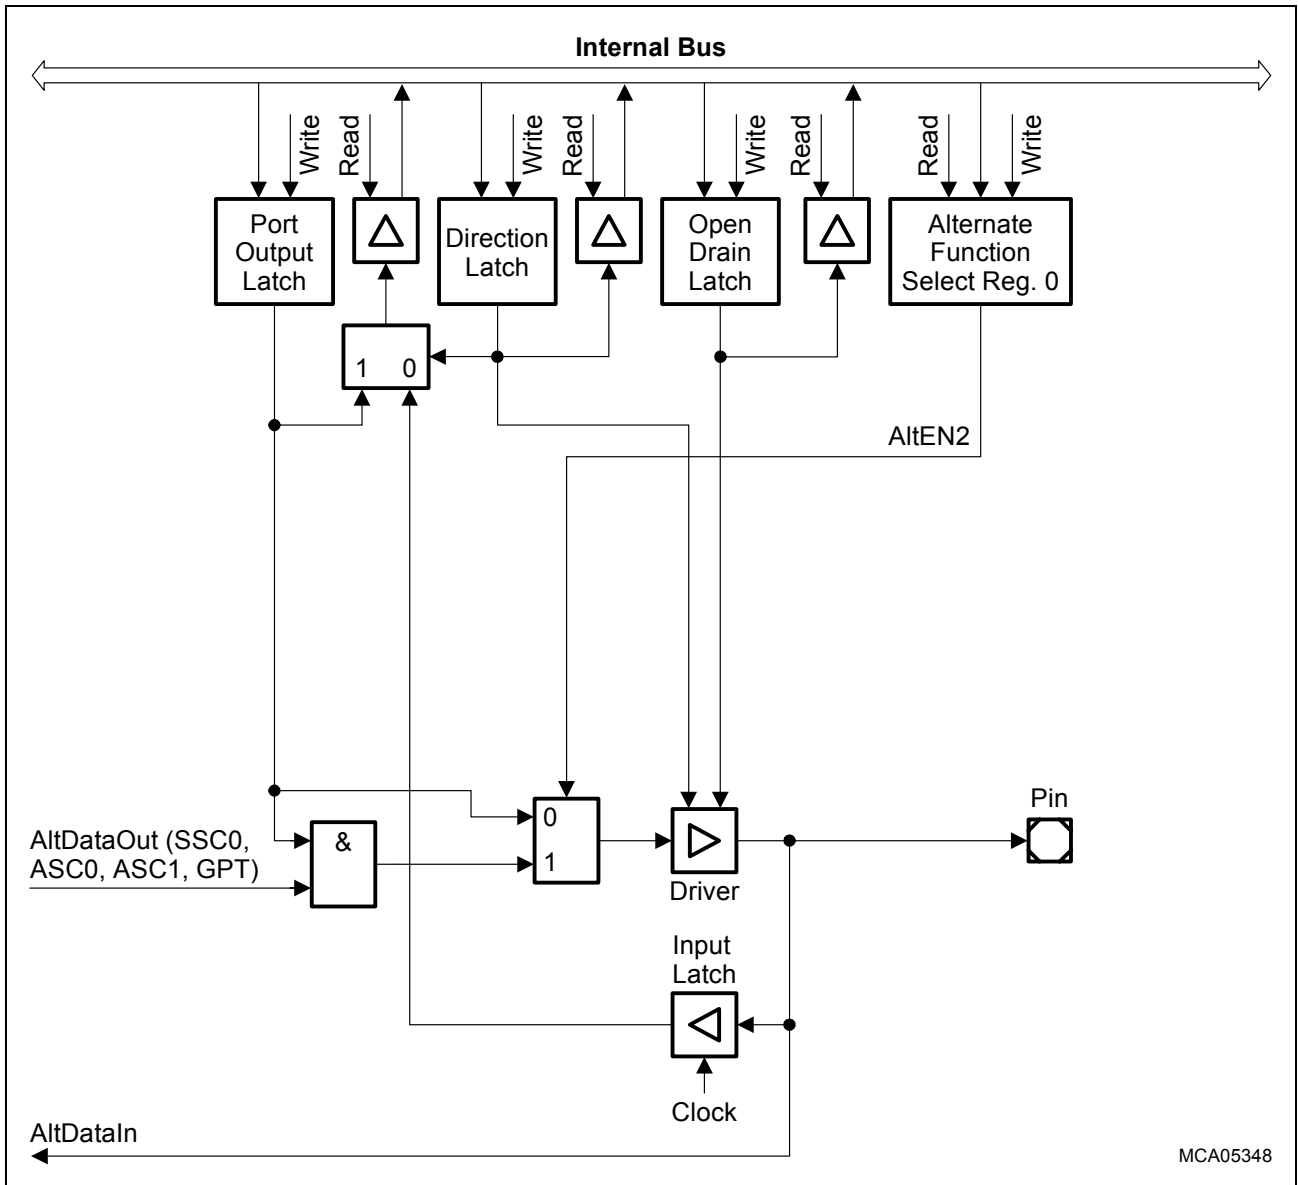 Internal Bus
Write
Read
Write
Read
Write
Read
Read
Write
Port
Output
Latch
Direction
Latch
Open
Drain
Latch
Alternate
Function
Select Reg. 0
1 0
AltEN2
AltDataOut (SSC0,
ASC0, ASC1, GPT)
&
0
1
Driver
Pin
Input
Latch
Clock
AltDataIn
MCA05348